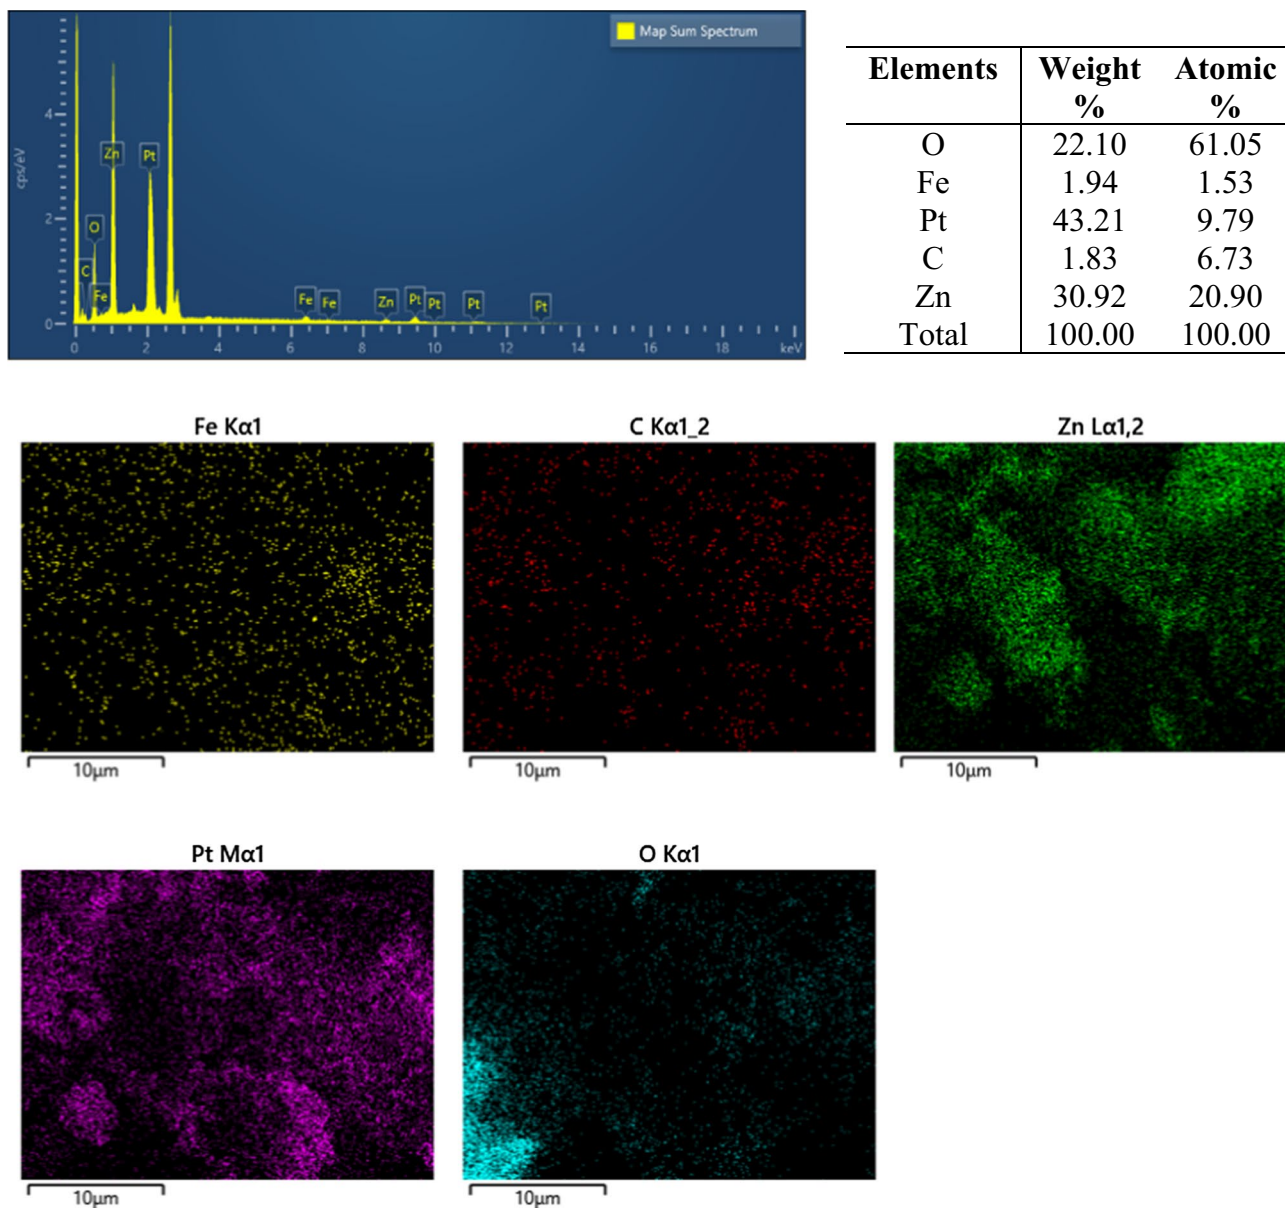 Map Sum Spectrum
cps/eV
4
2
0
Zn
Pt
O
C
Fe
Fe
Fe
Zn
Pt
Pt
Pt
Pt
0 2 4 6 8 10 12 14 16 18 keV
Elements Weight % Atomic %
O 22.10 61.05
Fe 1.94 1.53
Pt 43.21 9.79
C 1.83 6.73
Zn 30.92 20.90
Total 100.00 100.00
Fe Kα1
C Kα1_2
Zn Lα1,2
10µm
10µm
10µm
Pt Mα1
O Kα1
10µm
10µm